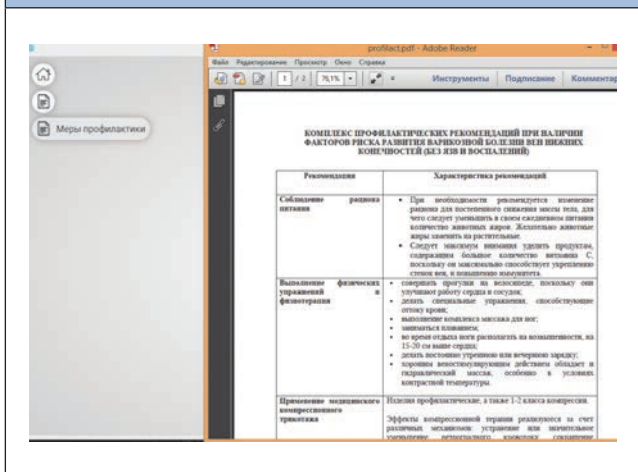 profilact.pdf - Adobe Reader
Файл Редактирование Просмотр Окно Справка
1 / 2 76,1% Инструменты Подписание Комментар
Меры профилактики
КОМПЛЕКС ПРОФИЛАКТИЧЕСКИХ РЕКОМЕНДАЦИЙ ПРИ НАЛИЧИИ
ФАКТОРОВ РИСКА РАЗВИТИЯ ВАРИКОЗНОЙ БОЛЕЗНИ ВЕН НИЖНИХ
КОНЕЧНОСТЕЙ (БЕЗ ЯЗВ И ВОСПАЛЕНИЙ)
Рекомендация
Характеристика рекомендаций
Соблюдение рациона
питания
• При необходимости рекомендуется изменение
рациона для постепенного снижения массы тела, для
чего следует уменьшить в своем ежедневном питании
количество животных жиров. Желательно животные
жиры заменить на растительные.
• Следует максимум внимания уделить продуктам,
содержащим большое количество витамина С,
поскольку он максимально способствует укреплению
стенок вен, и повышению иммунитета.
Выполнение физических
упражнений и
физиотерапия
• совершать прогулки на велосипеде, поскольку они
улучшают работу сердца и сосудов;
• делать специальные упражнения, способствующие
оттоку крови;
• выполнение комплекса массажа для ног;
• заниматься плаванием;
• во время отдыха ноги располагать на возвышенности, на
15-20 см выше сердца;
• делать постоянно утреннюю или вечернюю зарядку;
• хорошим веностимулирующим действием обладает и
гидравлический массаж, особенно в условиях
контрастной температуры.
Применение медицинского
компрессионного
трикотажа
Изделия профилактические, а также 1-2 класса компрессии.
Эффекты компрессионной терапии реализуются за счет
различных механизмов: устранение или значительное
уменьшение ретроградного кровотока, сокращение